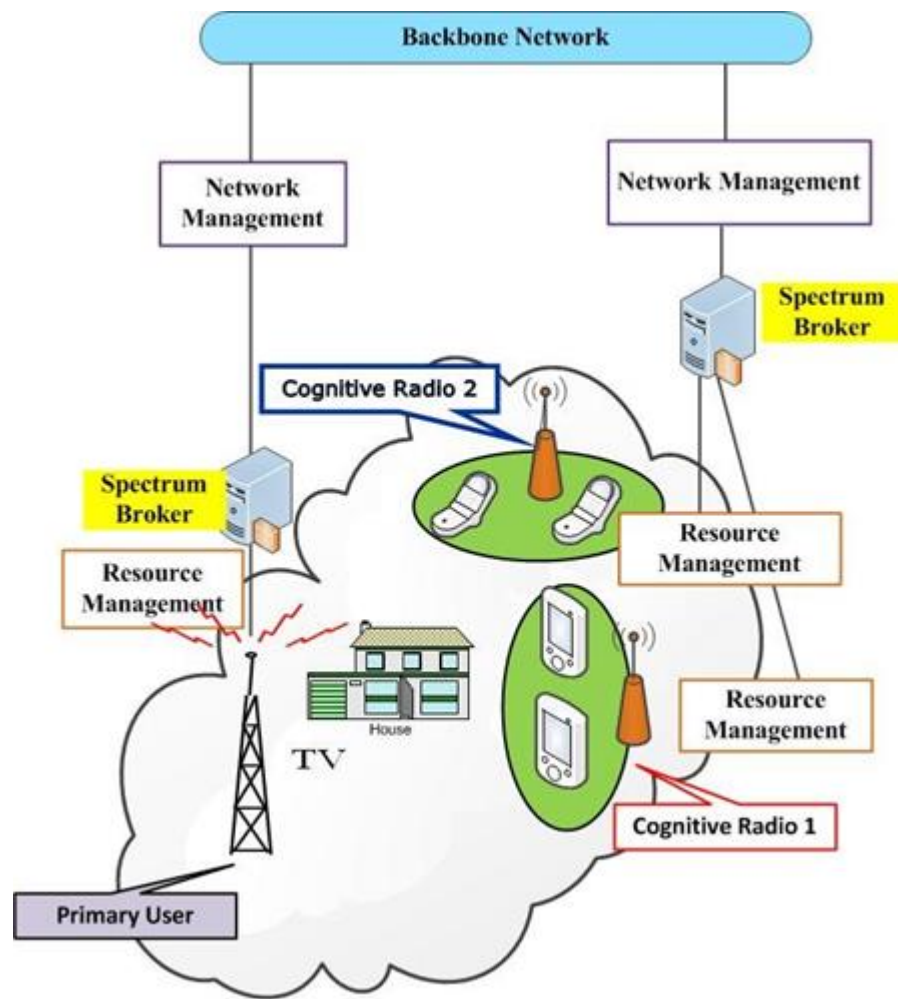 Backbone Network
Network
Management
Network Management
Spectrum
Broker
Cognitive Radio 2
Spectrum
Broker
Resource
Management
Resource
Management
House
TV
Resource
Management
Cognitive Radio 1
Primary User